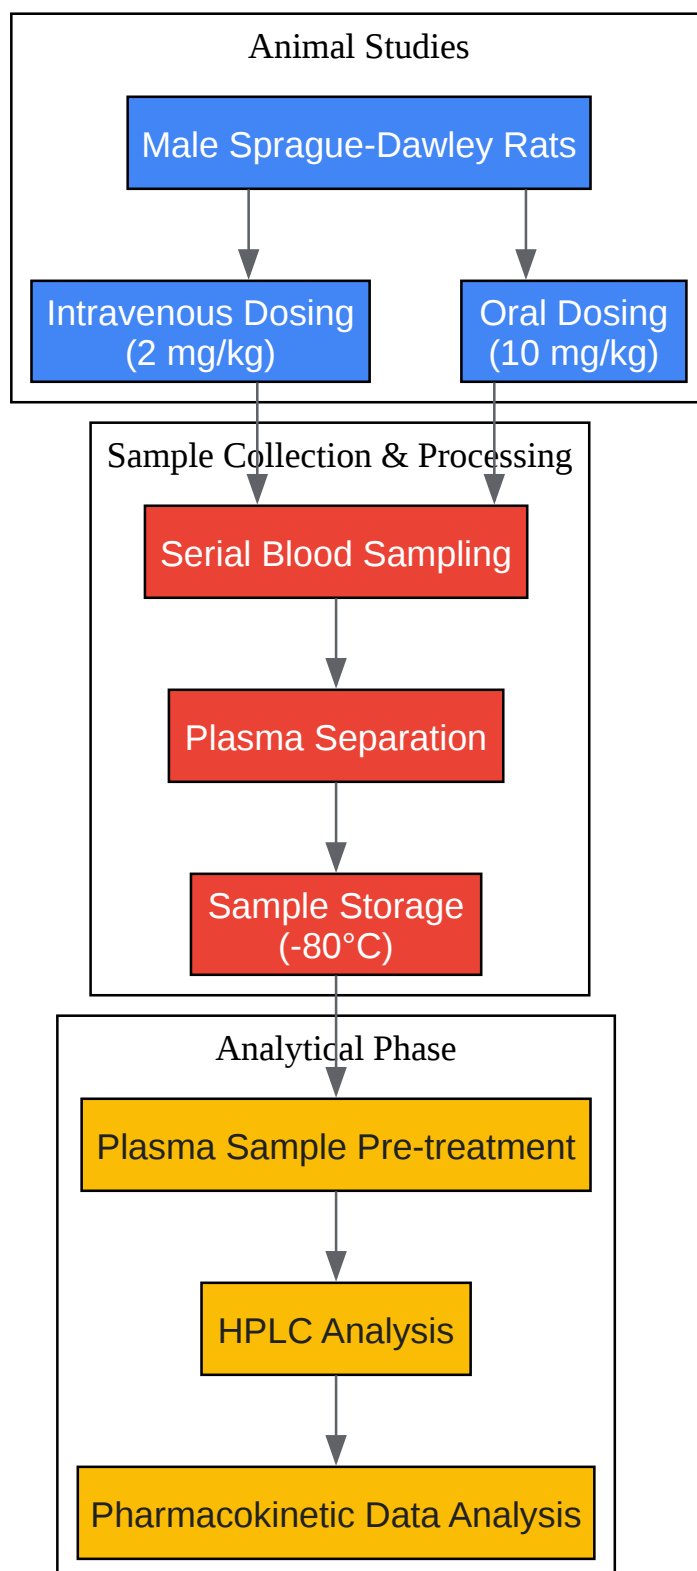 Animal Studies
Male Sprague-Dawley Rats
Intravenous Dosing
(2 mg/kg)
Oral Dosing
(10 mg/kg)
Sample Collection & Processing
Serial Blood Sampling
Plasma Separation
Sample Storage
(-80°C)
Analytical Phase
Plasma Sample Pre-treatment
HPLC Analysis
Pharmacokinetic Data Analysis